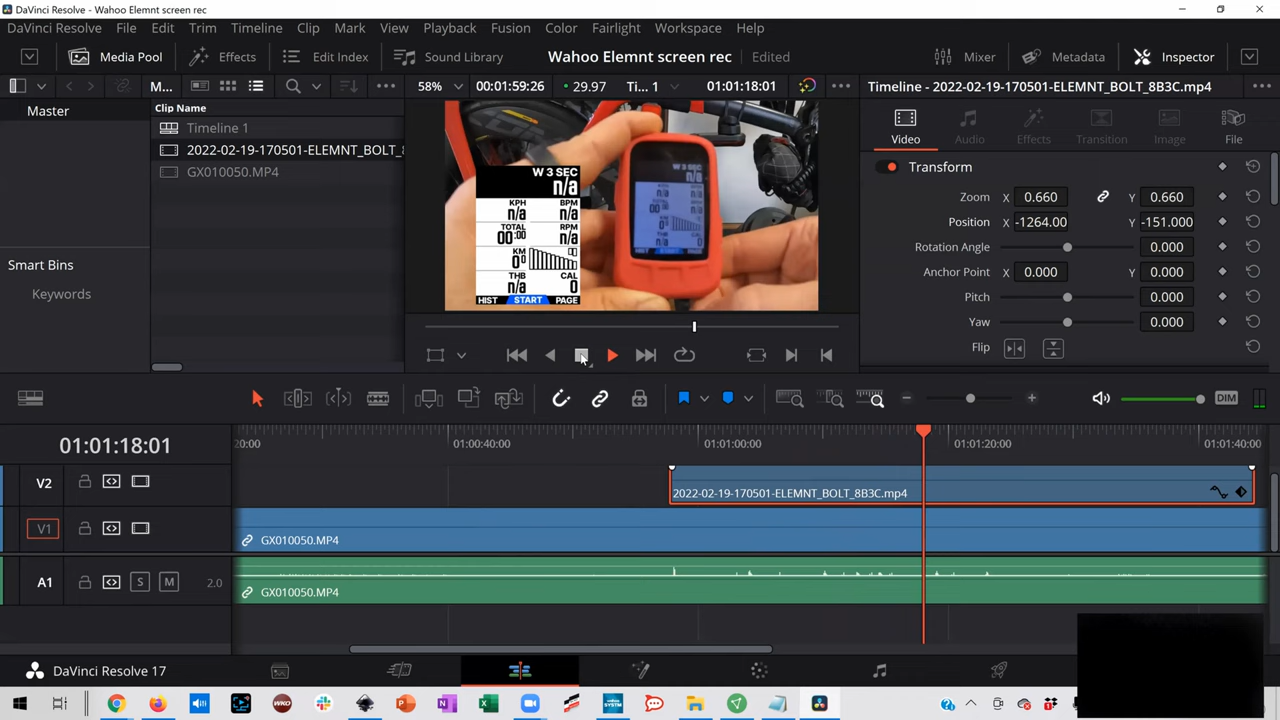 DaVinci Resolve - Wahoo Elemnt screen rec
DaVinci Resolve File Edit Trim Timeline Clip Mark View Playback Fusion Color Fairlight Workspace Help
Media Pool Effects Edit Index Sound Library Wahoo Elemnt screen rec Edited Mixer Metadata Inspector
M... 58% 00:01:59:26 29.97 Ti... 1 01:01:18:01 Timeline - 2022-02-19-170501-ELEMNT_BOLT_8B3C.mp4
Master
Clip Name
Timeline 1
2022-02-19-170501-ELEMNT_BOLT_8
GX010050.MP4
Smart Bins
Keywords
W 3 SEC
n/a
KPH BPM
n/a n/a
TOTAL RPM
00:00 n/a
KM
0.0
THB CAL
n/a 0
HIST START PAGE
Video Audio Effects Transition Image File
Transform
Zoom X 0.660 Y 0.660
Position X -1264.00 Y -151.000
Rotation Angle 0.000
Anchor Point X 0.000 Y 0.000
Pitch 0.000
Yaw 0.000
Flip
DIM
01:01:18:01 20:00 01:00:40:00 01:01:00:00 01:01:20:00 01:01:40:00
V2 2022-02-19-170501-ELEMNT_BOLT_8B3C.mp4
V1 GX010050.MP4
A1 S M 2.0 GX010050.MP4
DaVinci Resolve 17
WKO
SYSTM